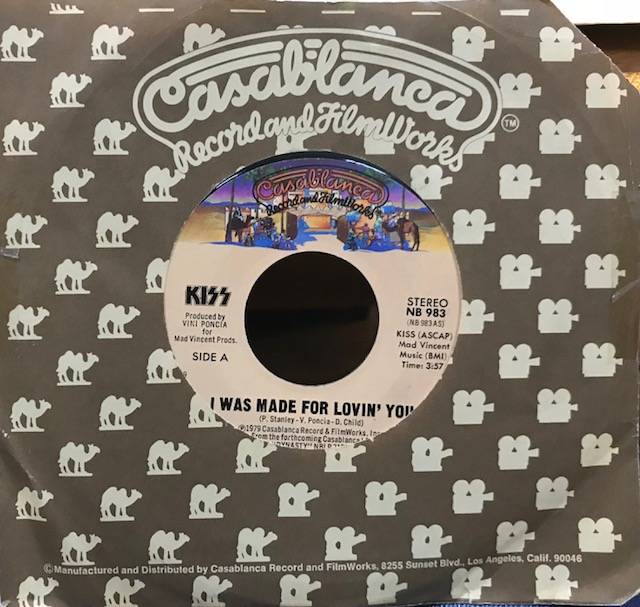 Casablanca
Record and FilmWorks
TM
Casablanca
Record and FilmWorks
KISS
Produced by
VINI PONCIA
for
Mad Vincent Prods.
SIDE A
STEREO
NB 983
(NB 983 AS)
KISS (ASCAP)
Mad Vincent
Music (BMI)
Time: 3:57
I WAS MADE FOR LOVIN' YOU
(P. Stanley-V. Poncia-D. Child)
℗1979 Casablanca Record & FilmWorks, Inc.
From the forthcoming Casablanca
"DYNASTY" NBLP
©Manufactured and Distributed by Casablanca Record and FilmWorks, 8255 Sunset Blvd., Los Angeles, Calif. 90046